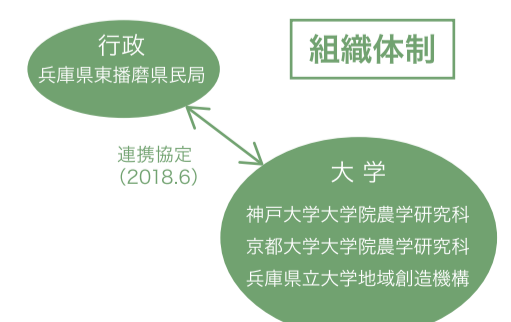 組織体制
行政
兵庫県東播磨県民局
連携協定
（2018.6）
大学
神戸大学大学院農学研究科
京都大学大学院農学研究科
兵庫県立大学地域創造機構